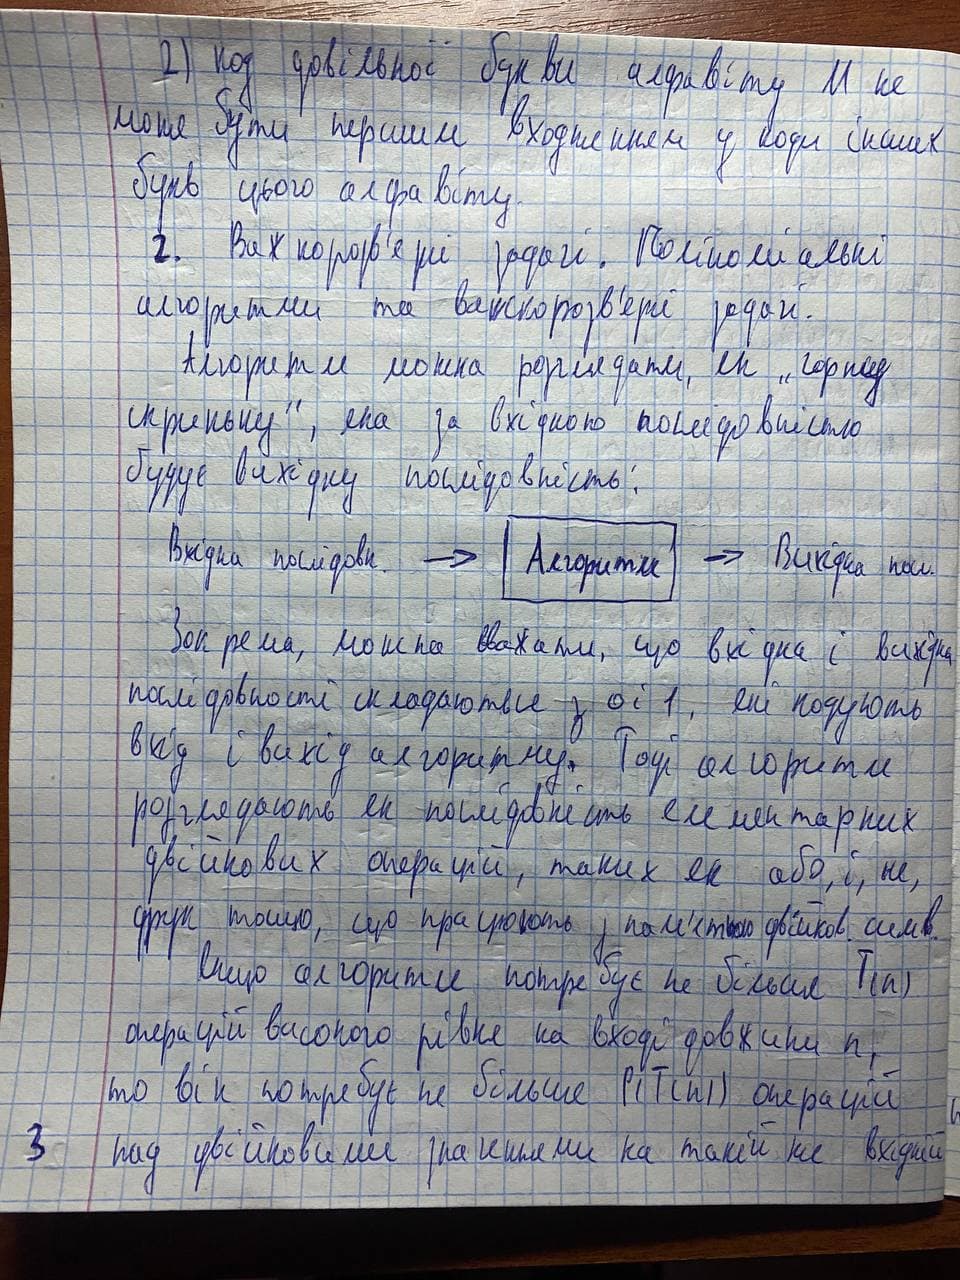 2) код довільної букви алфавіту М не
може бути першим входженням у коди інших
букв цього алфавіту.
2. Важкорозв'язні задачі. Поліноміальні
алгоритми та важкорозв'язні задачі.
Алгоритм можна розглядати, як „чорну
скриньку", яка за вхідною послідовністю
будує вихідну послідовність:
Вхідна послідовн. → Алгоритм → Вихідна посл.
Зокрема, можна вважати, що вхідна і вихідна
послідовності складаються з 0 і 1, які кодують
вхід і вихід алгоритму. Тоді алгоритм
розглядають як послідовність елементарних
двійкових операцій, таких як або, і, не,
друк тощо, що працюють з пам'яттю двійков. симв.
Якщо алгоритм потребує не більше T(n)
операцій високого рівня на вході довжини n,
то він потребує не більше P(T(n)) операцій
3 над двійковими значеннями на такій же вхідній